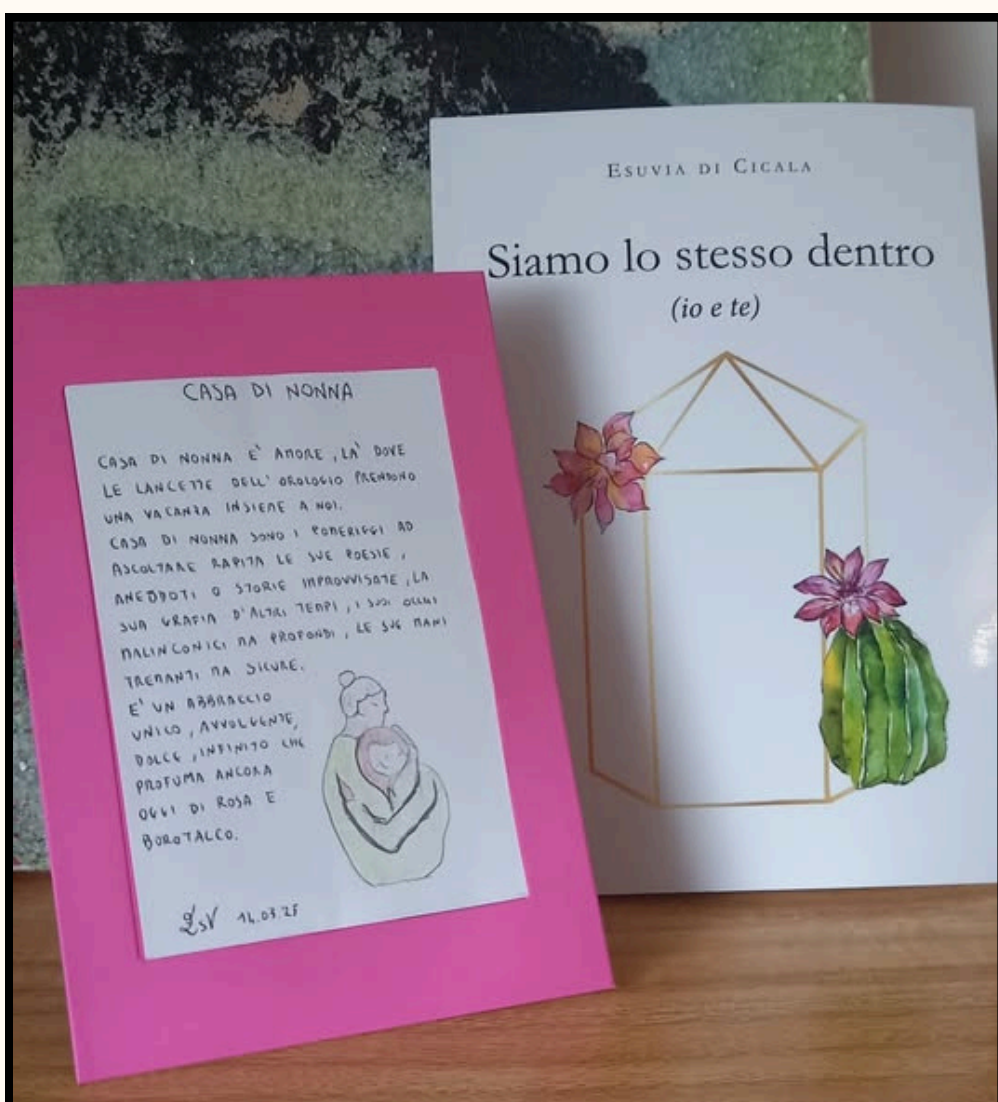 ESUVIA DI CICALA
Siamo lo stesso dentro
(io e te)
CASA DI NONNA
CASA DI NONNA E' AMORE, LA' DOVE
LE LANCETTE DELL' OROLOGIO PRENDONO
UNA VACANZA INSIEME A NOI.
CASA DI NONNA SONO I POMERIGGI AD
ASCOLTARE RAPITA LE SUE POESIE,
ANEDDOTI O STORIE IMPROVVISATE, LA
SUA GRAFIA D'ALTRI TEMPI, I SUOI OCCHI
MALINCONICI MA PROFONDI, LE SUE MANI
TREMANTI MA SICURE.
E' UN ABBRACCIO
UNICO, AVVOLGENTE,
DOLCE, INFINITO CHE
PROFUMA ANCORA
OGGI DI ROSA E
BOROTALCO.
14.03.25